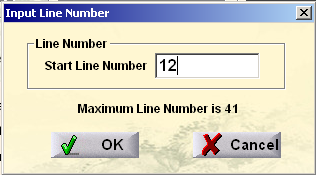 Input Line Number
Line Number
Start Line Number 12
Maximum Line Number is 41
OK Cancel